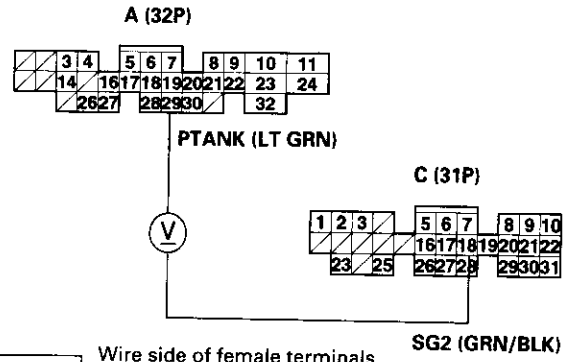 A (32P)
3 4 5 6 7 8 9 10 11
14 16 17 18 19 20 21 22 23 24
26 27 28 29 30 32
PTANK (LT GRN)
C (31P)
V
1 2 3 5 6 7 8 9 10
16 17 18 19 20 21 22
23 25 26 27 28 29 30 31
SG2 (GRN/BLK)
Wire side of female terminals